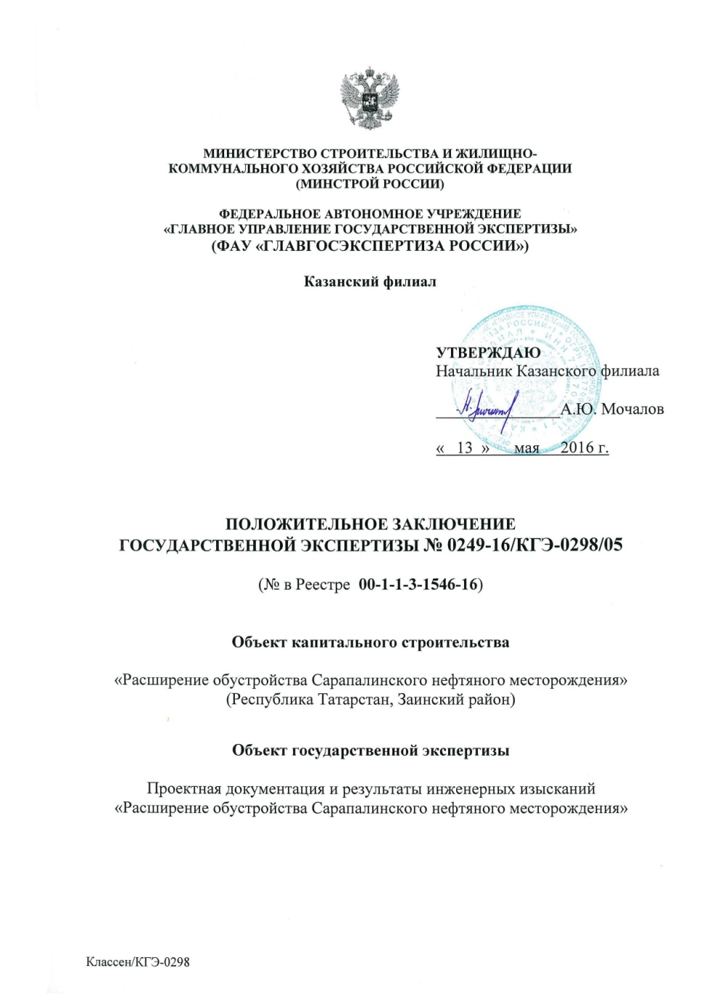 МИНИСТЕРСТВО СТРОИТЕЛЬСТВА И ЖИЛИЩНО-
КОММУНАЛЬНОГО ХОЗЯЙСТВА РОССИЙСКОЙ ФЕДЕРАЦИИ
(МИНСТРОЙ РОССИИ)
ФЕДЕРАЛЬНОЕ АВТОНОМНОЕ УЧРЕЖДЕНИЕ
«ГЛАВНОЕ УПРАВЛЕНИЕ ГОСУДАРСТВЕННОЙ ЭКСПЕРТИЗЫ»
(ФАУ «ГЛАВГОСЭКСПЕРТИЗА РОССИИ»)
Казанский филиал
УТВЕРЖДАЮ
Начальник Казанского филиала
А.Ю. Мочалов
« 13 » мая 2016 г.
ПОЛОЖИТЕЛЬНОЕ ЗАКЛЮЧЕНИЕ
ГОСУДАРСТВЕННОЙ ЭКСПЕРТИЗЫ № 0249-16/КГЭ-0298/05
(№ в Реестре 00-1-1-3-1546-16)
Объект капитального строительства
«Расширение обустройства Сарапалинского нефтяного месторождения»
(Республика Татарстан, Заинский район)
Объект государственной экспертизы
Проектная документация и результаты инженерных изысканий
«Расширение обустройства Сарапалинского нефтяного месторождения»
Классен/КГЭ-0298